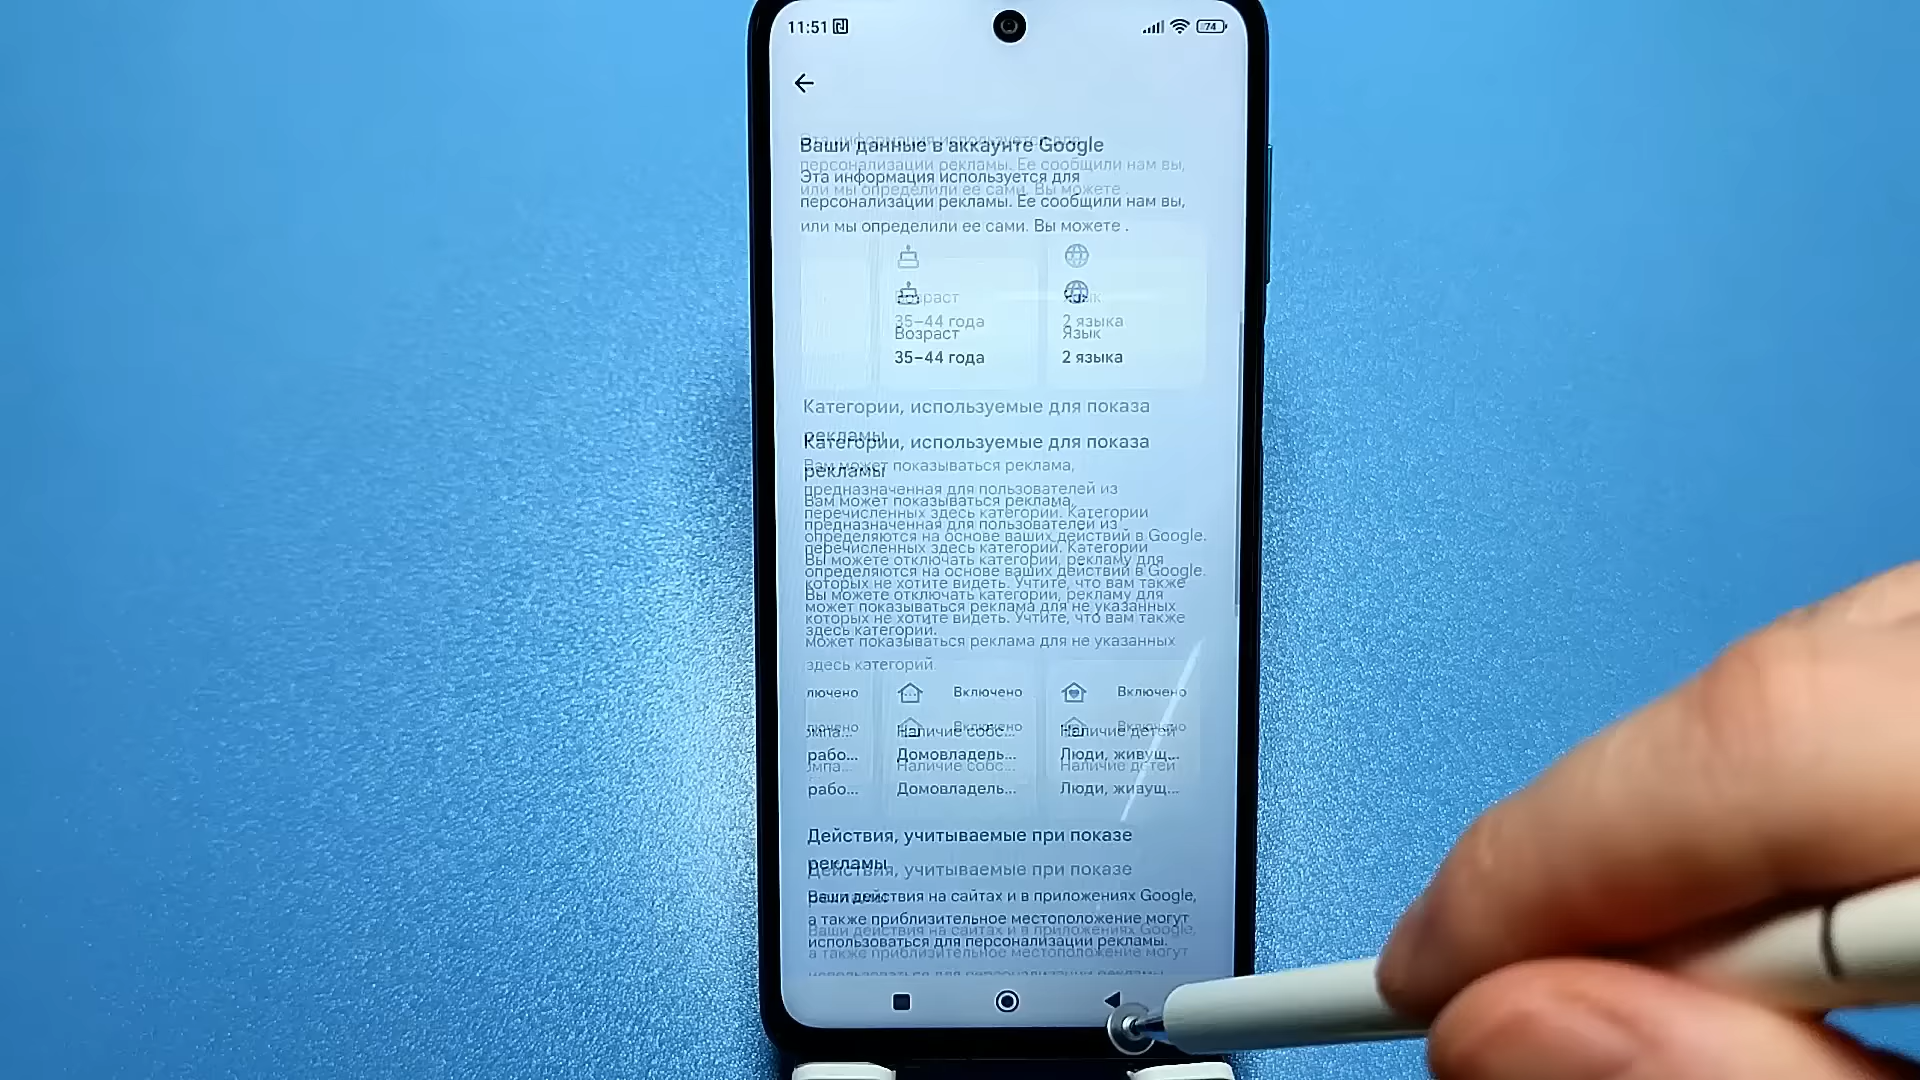 11:51
74
Ваши данные в аккаунте Google
Эта информация используется для
персонализации рекламы. Ее сообщили нам вы,
или мы определили ее сами. Вы можете .
Возраст
35–44 года
Язык
2 языка
Категории, используемые для показа
рекламы
Вам может показываться реклама,
предназначенная для пользователей из
перечисленных здесь категории. Категории
определяются на основе ваших действий в Google.
Вы можете отключать категории, рекламу для
которых не хотите видеть. Учтите, что вам также
может показываться реклама для не указанных
здесь категорий.
лючено
Включено
Включено
мпа...
Наличие собс...
Наличие детей
рабо...
Домовладель...
Люди, живущ...
Действия, учитываемые при показе
рекламы
Ваши действия на сайтах и в приложениях Google,
а также приблизительное местоположение могут
использоваться для персонализации рекламы.